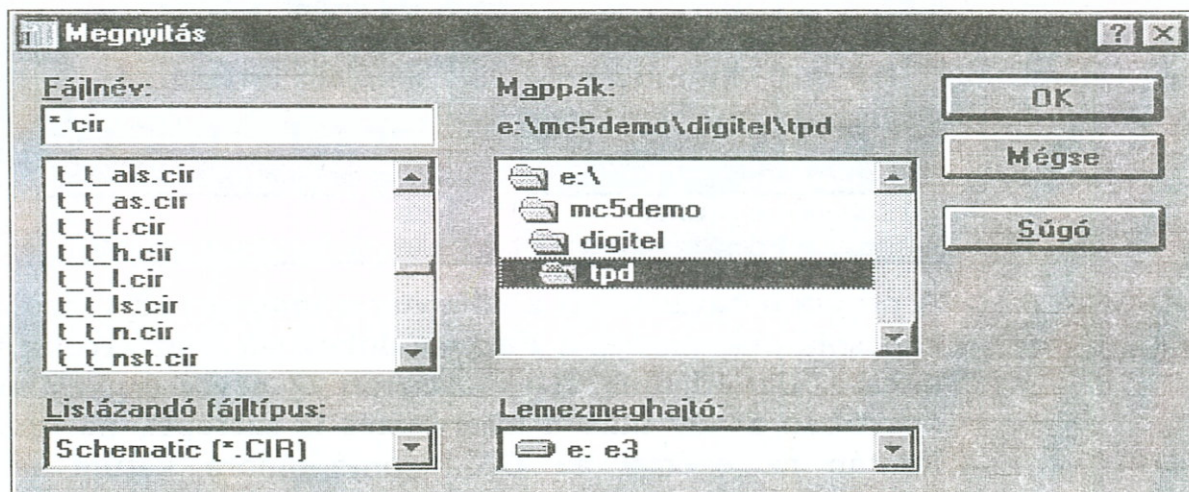 Megnyitás
Fájlnév:
*.cir
t_t_als.cir
t_t_as.cir
t_t_f.cir
t_t_h.cir
t_t_l.cir
t_t_ls.cir
t_t_n.cir
t_t_nst.cir
Listázandó fájltípus:
Schematic (*.CIR)
Mappák:
e:\mc5demo\digitel\tpd
e:\
mc5demo
digitel
tpd
Lemezmeghajtó:
e: e3
OK
Mégse
Súgó